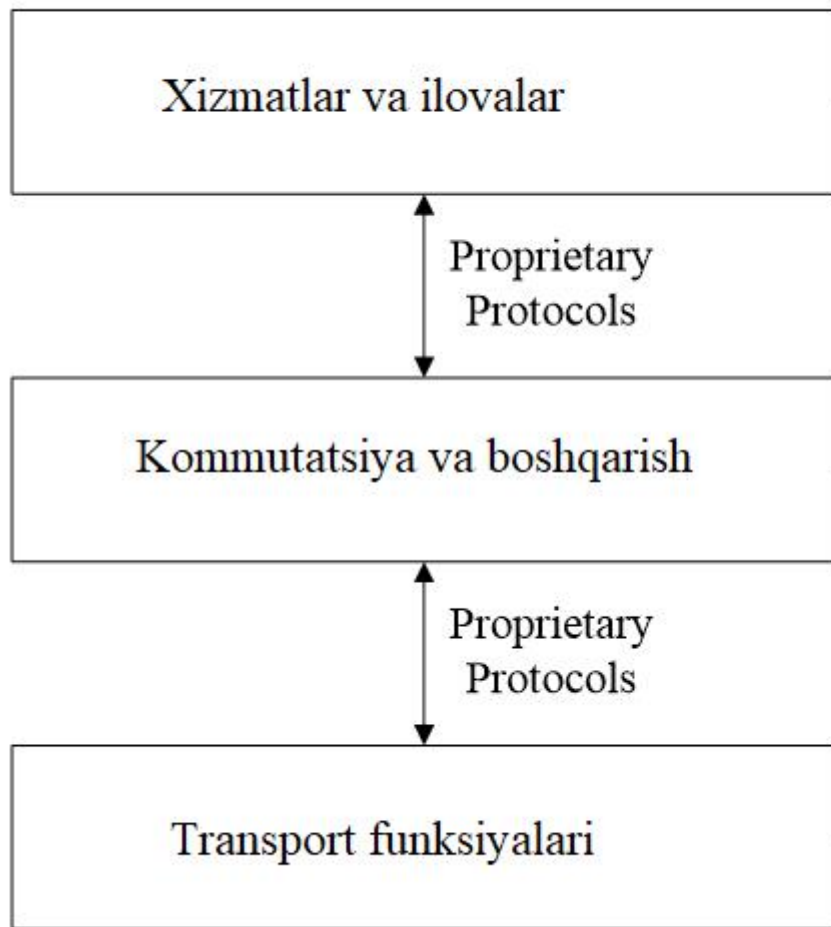 Xizmatlar va ilovalar
Proprietary
Protocols
Kommutatsiya va boshqarish
Proprietary
Protocols
Transport funksiyalari